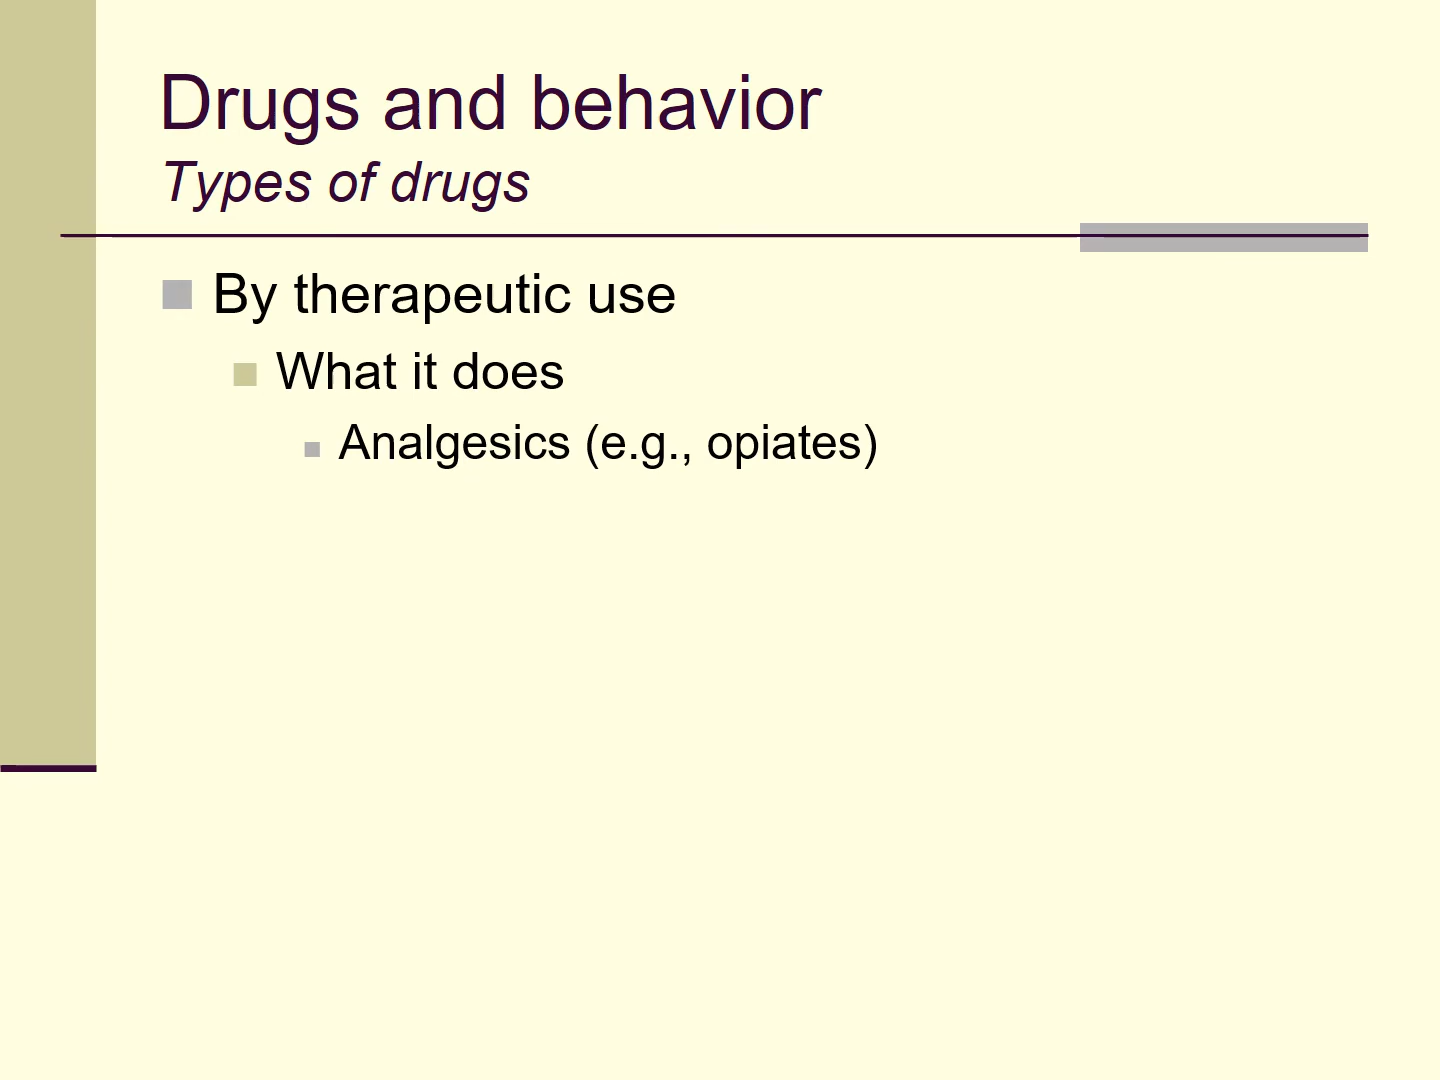 Drugs and behavior
Types of drugs
By therapeutic use
What it does
Analgesics (e.g., opiates)